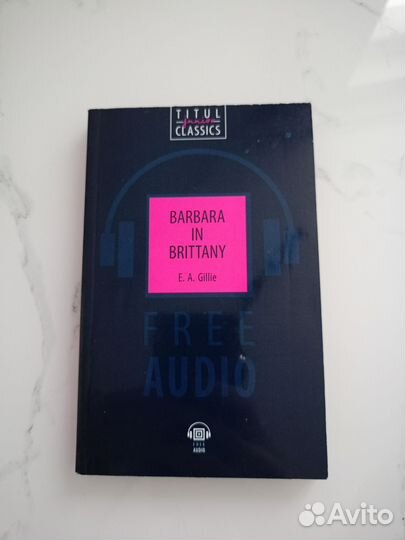 TITUL
Junior
CLASSICS
BARBARA
IN
BRITTANY
E. A. Gillie
FREE
AUDIO
FREE
AUDIO
Avito